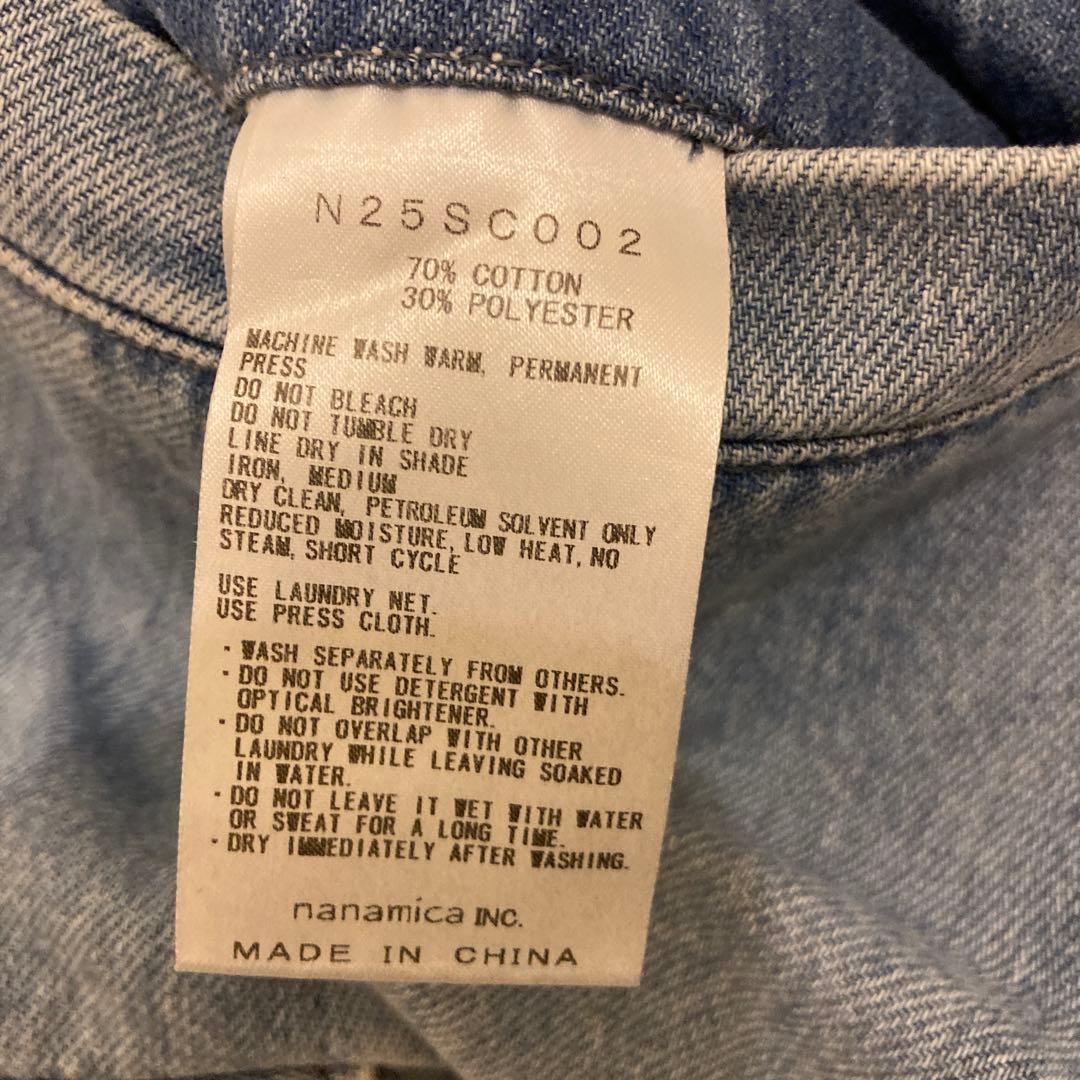 N25SC002
70% COTTON
30% POLYESTER
MACHINE WASH WARM, PERMANENT
PRESS
DO NOT BLEACH
DO NOT TUMBLE DRY
LINE DRY IN SHADE
IRON, MEDIUM
DRY CLEAN, PETROLEUM SOLVENT ONLY
REDUCED MOISTURE, LOW HEAT, NO
STEAM, SHORT CYCLE
USE LAUNDRY NET.
USE PRESS CLOTH.
・WASH SEPARATELY FROM OTHERS.
・DO NOT USE DETERGENT WITH
OPTICAL BRIGHTENER.
・DO NOT OVERLAP WITH OTHER
LAUNDRY WHILE LEAVING SOAKED
IN WATER.
・DO NOT LEAVE IT WET WITH WATER
OR SWEAT FOR A LONG TIME.
・DRY IMMEDIATELY AFTER WASHING.
nanamica INC.
MADE IN CHINA